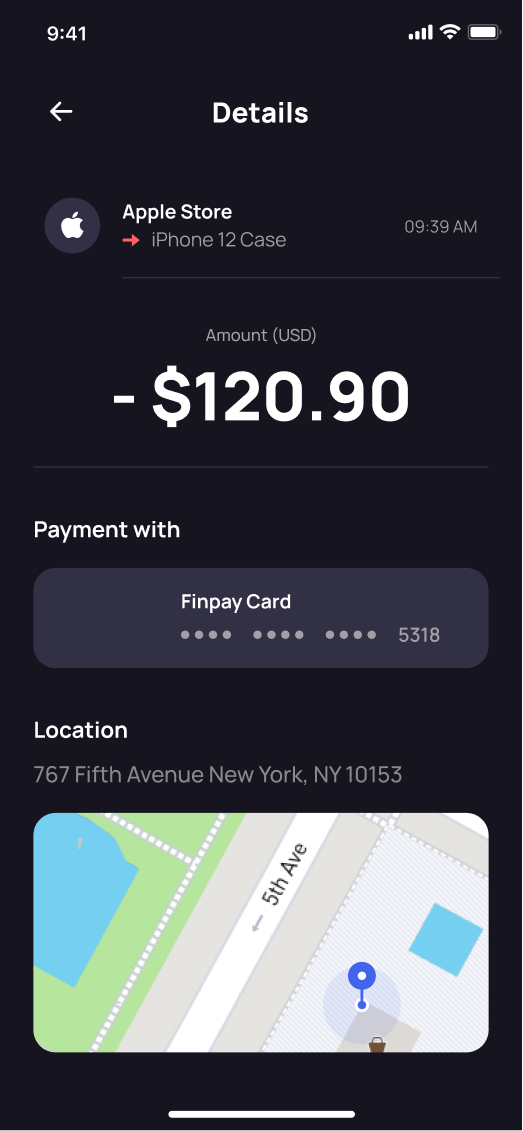 9:41
Details
Apple Store
iPhone 12 Case
09:39 AM
Amount (USD)
- $120.90
Payment with
Finpay Card
•••• •••• •••• 5318
Location
767 Fifth Avenue New York, NY 10153
5th Ave